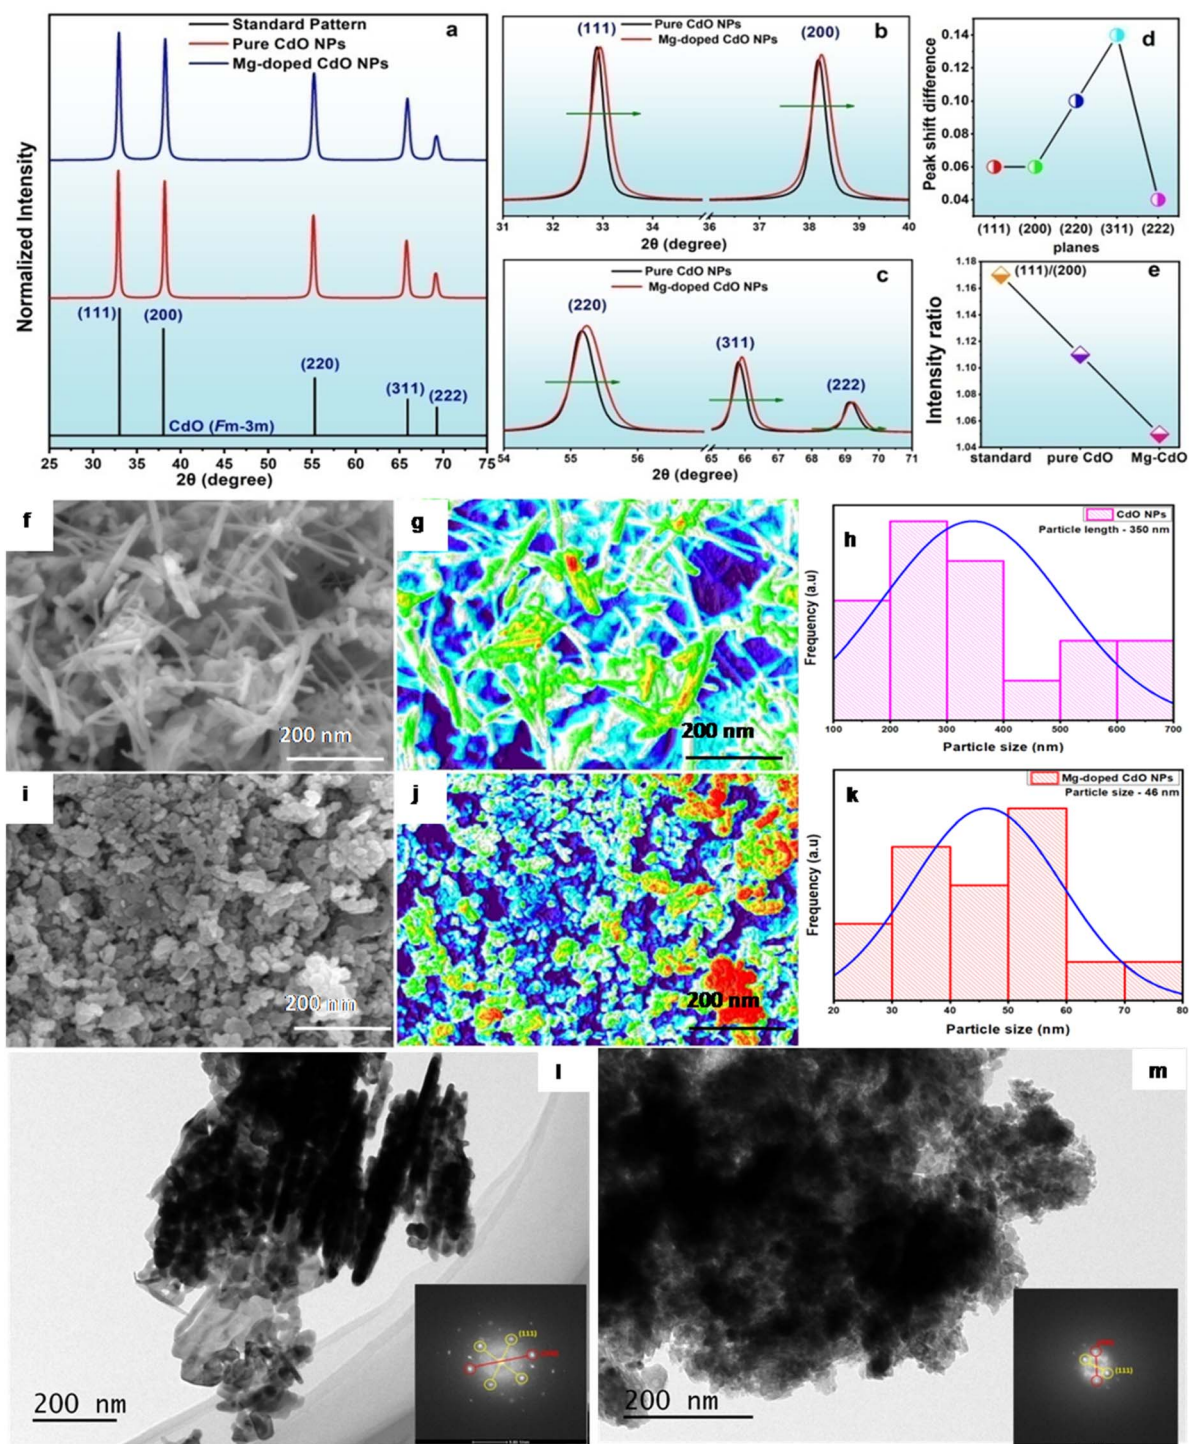 a
Standard Pattern
Pure CdO NPs
Mg-doped CdO NPs
Normalized Intensity
(111)
(200)
(220)
(311)
(222)
CdO (Fm-3m)
25 30 35 40 45 50 55 60 65 70 75
2θ (degree)
b
Pure CdO NPs
Mg-doped CdO NPs
(111)
(200)
31 32 33 34 36 37 38 39 40
2θ (degree)
c
Pure CdO NPs
Mg-doped CdO NPs
(220)
(311)
(222)
54 55 56 65 66 67 68 69 70 71
2θ (degree)
d
Peak shift difference
0.14
0.12
0.10
0.08
0.06
0.04
(111) (200) (220) (311) (222)
planes
e
(111)/(200)
Intensity ratio
1.18
1.16
1.14
1.12
1.10
1.08
1.06
1.04
standard pure CdO Mg-CdO
f
200 nm
g
200 nm
h
CdO NPs
Particle length - 350 nm
Frequency (a.u)
100 200 300 400 500 600 700
Particle size (nm)
i
200 nm
j
200 nm
k
Mg-doped CdO NPs
Particle size - 46 nm
Frequency (a.u)
20 30 40 50 60 70 80
Particle size (nm)
l
200 nm
(111)
m
200 nm
(111)